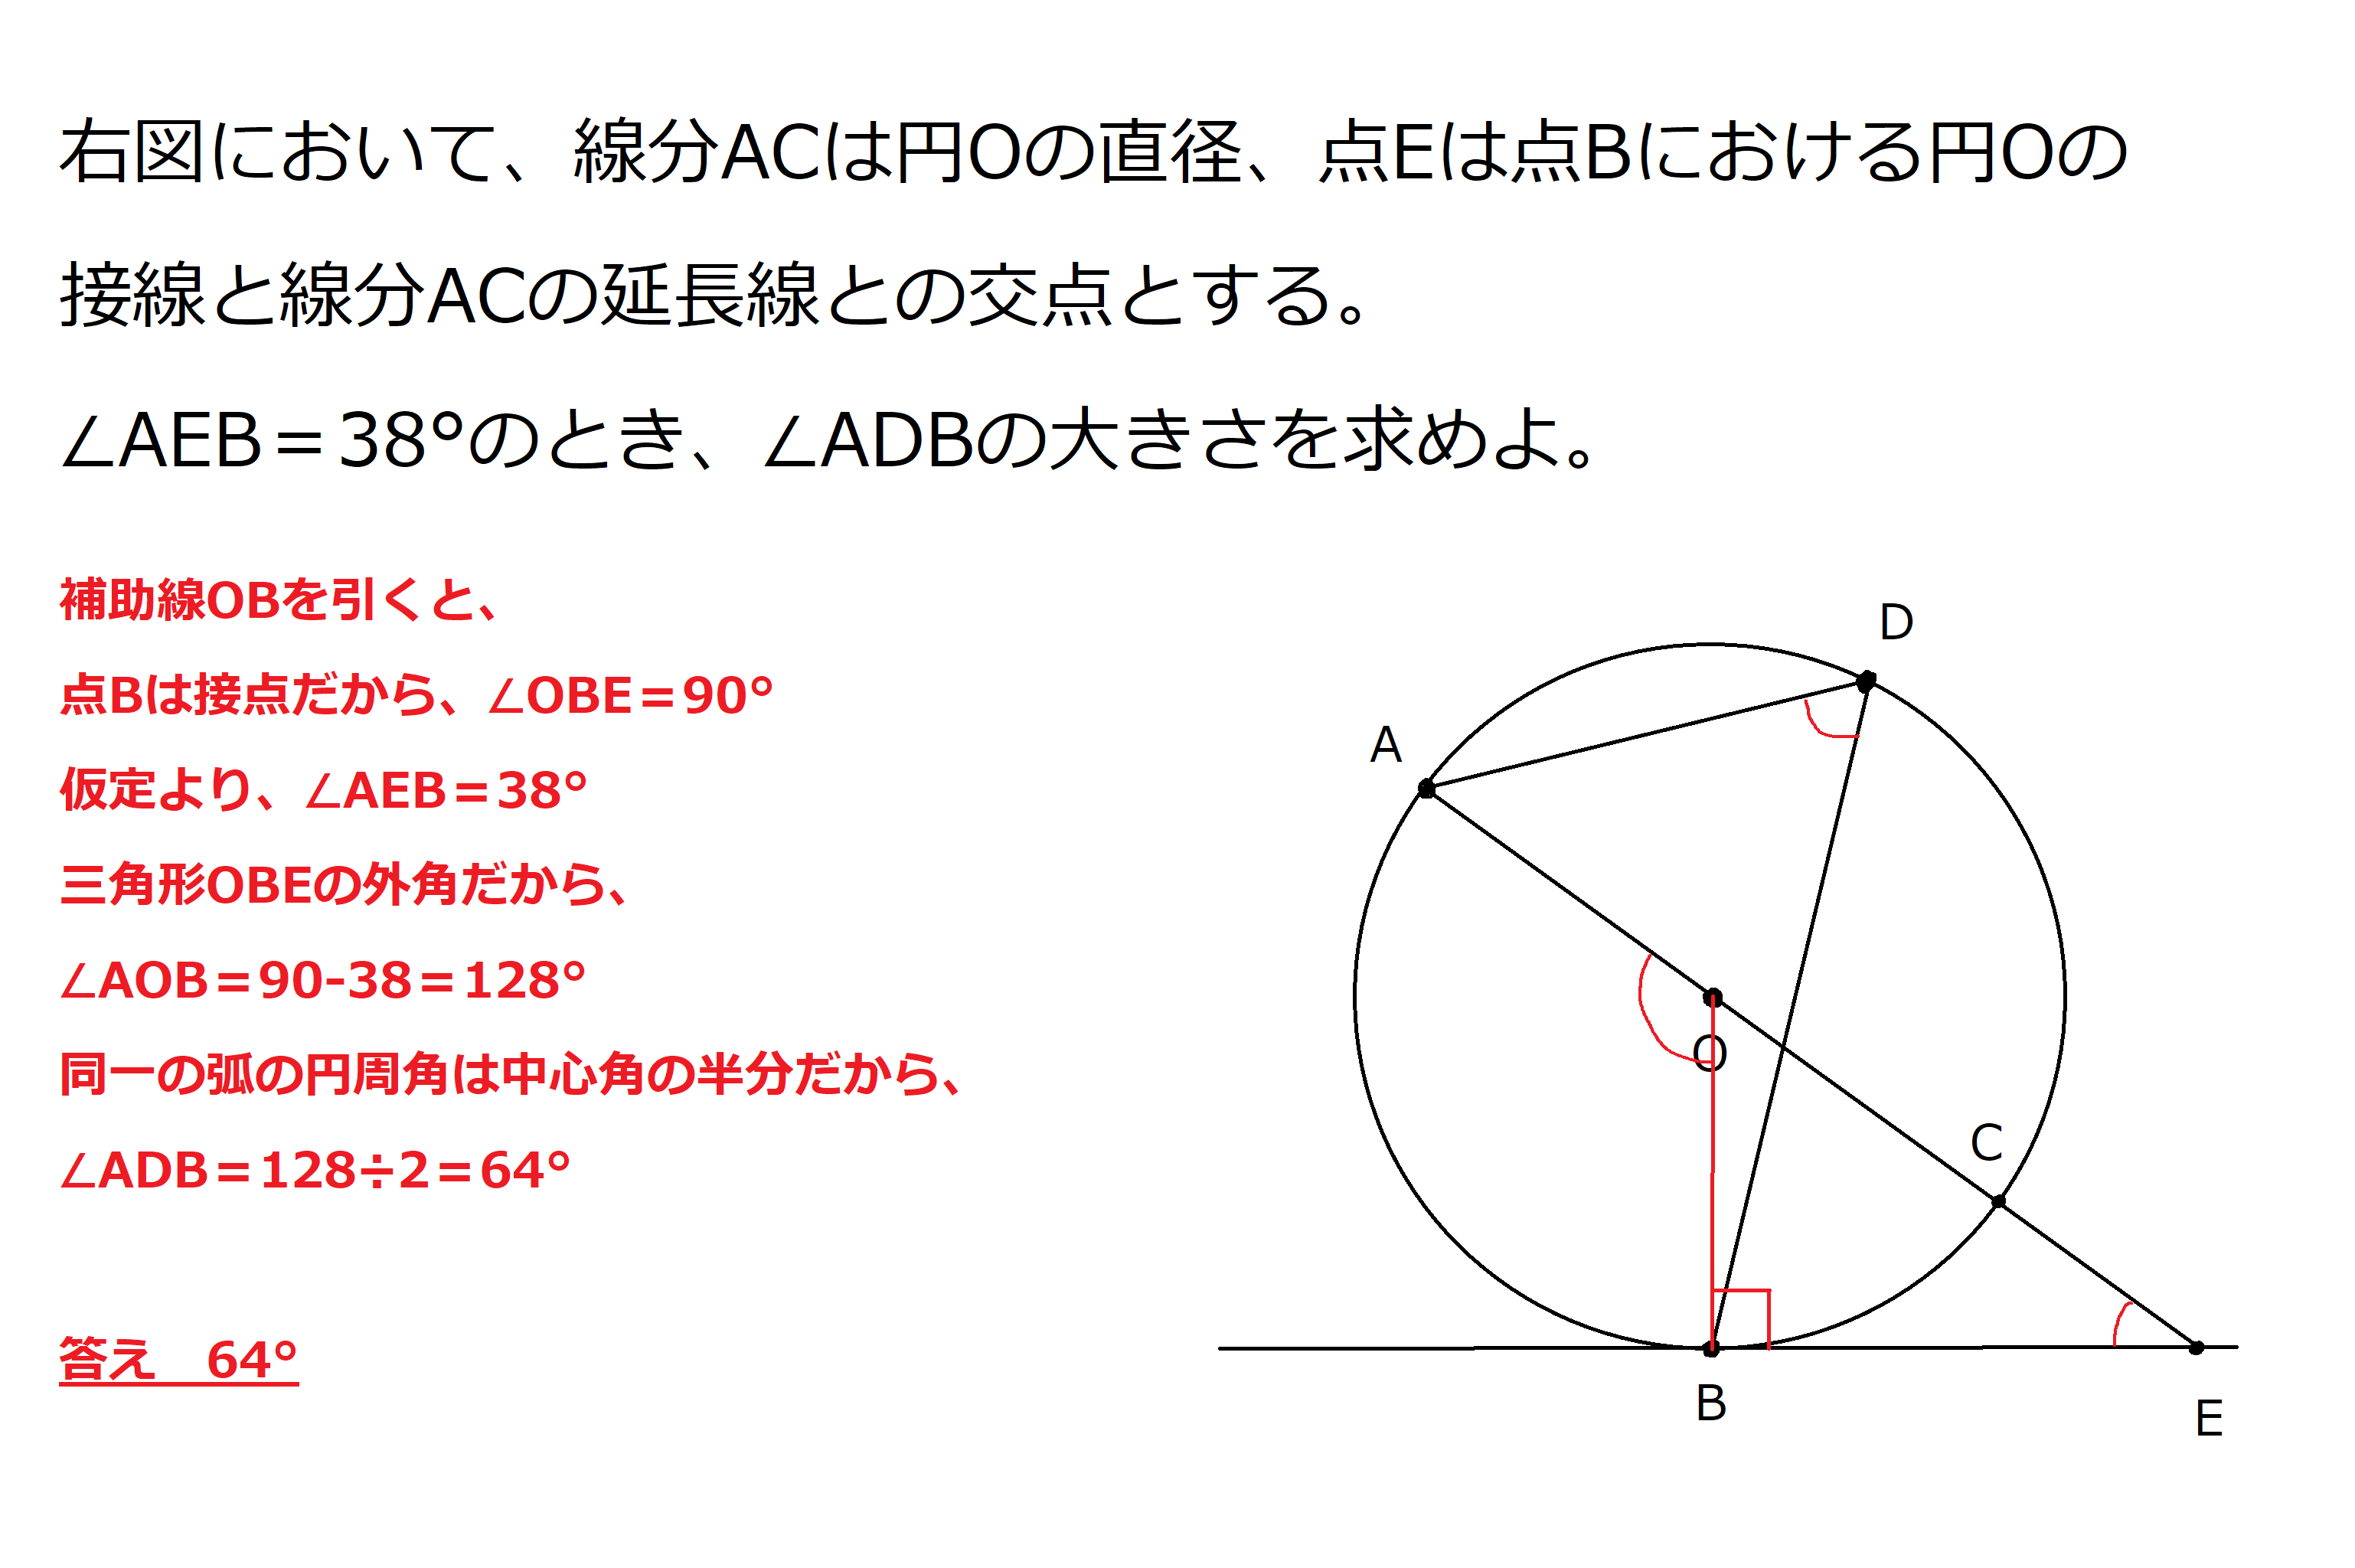 右図において、線分ACは円Oの直径、点Eは点Bにおける円Oの
接線と線分ACの延長線との交点とする。
∠AEB＝38°のとき、∠ADBの大きさを求めよ。
補助線OBを引くと、
点Bは接点だから、∠OBE＝90°
仮定より、∠AEB＝38°
三角形OBEの外角だから、
∠AOB＝90-38＝128°
同一の弧の円周角は中心角の半分だから、
∠ADB＝128÷2＝64°
答え　64°
D
A
O
C
B
E